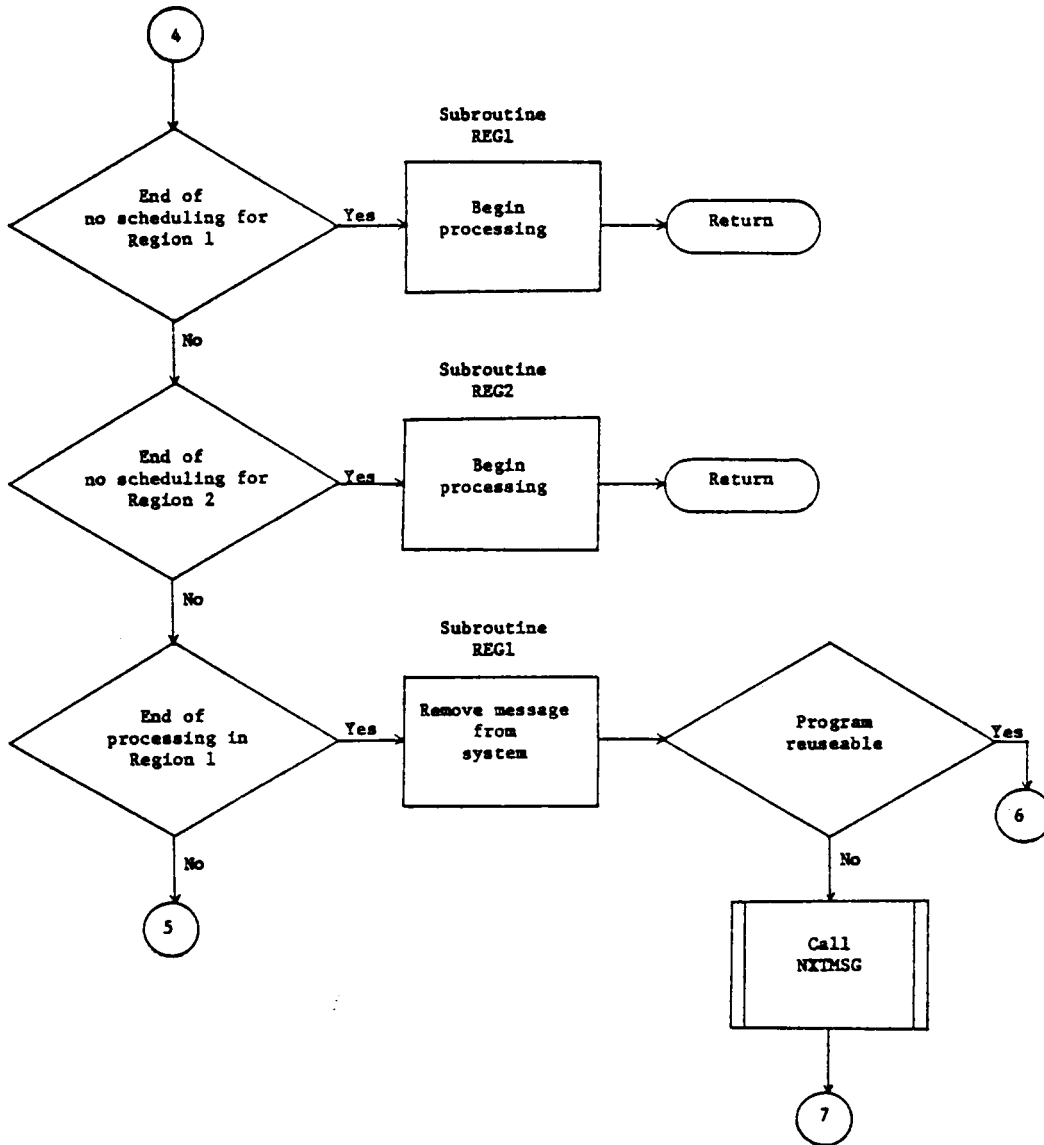 4
Subroutine
REG1
End of
no scheduling for
Region 1
Yes
Begin
processing
Return
No
Subroutine
REG2
End of
no scheduling for
Region 2
Yes
Begin
processing
Return
No
Subroutine
REG1
End of
processing in
Region 1
Yes
Remove message
from
system
Program
reuseable
Yes
6
No
5
No
Call
NXTMSG
7